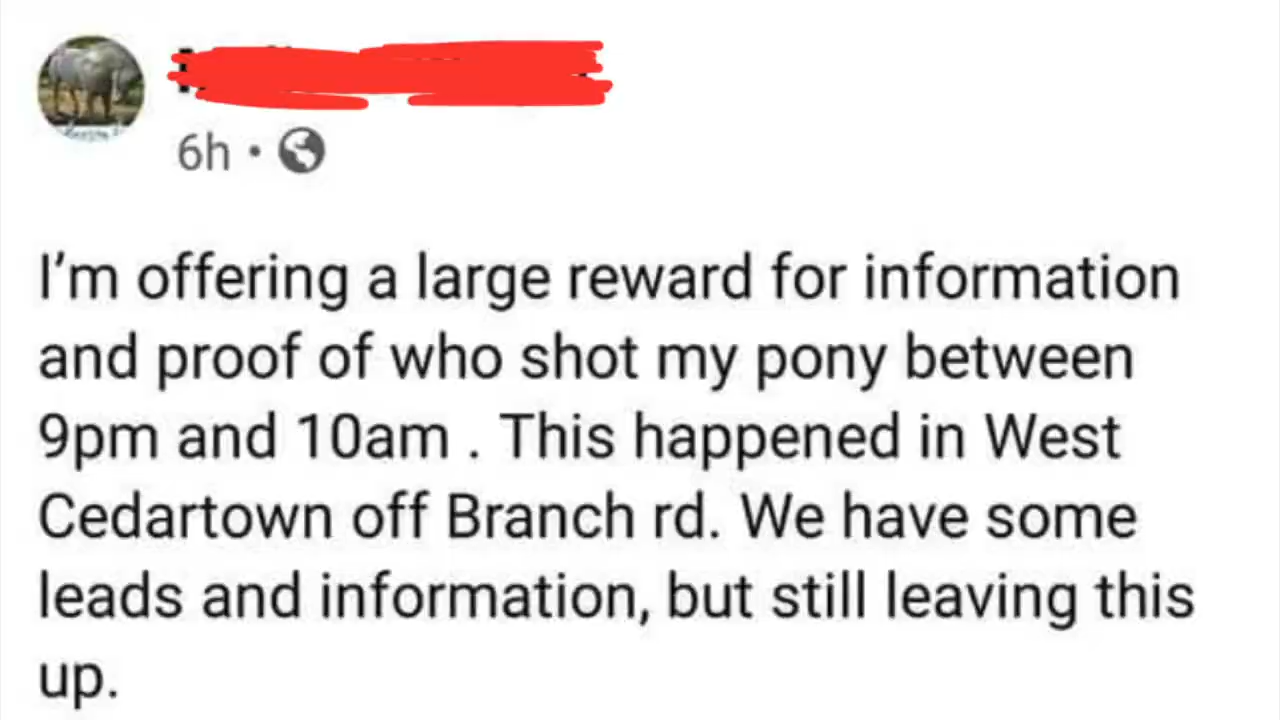 6h •
I'm offering a large reward for information
and proof of who shot my pony between
9pm and 10am . This happened in West
Cedartown off Branch rd. We have some
leads and information, but still leaving this
up.